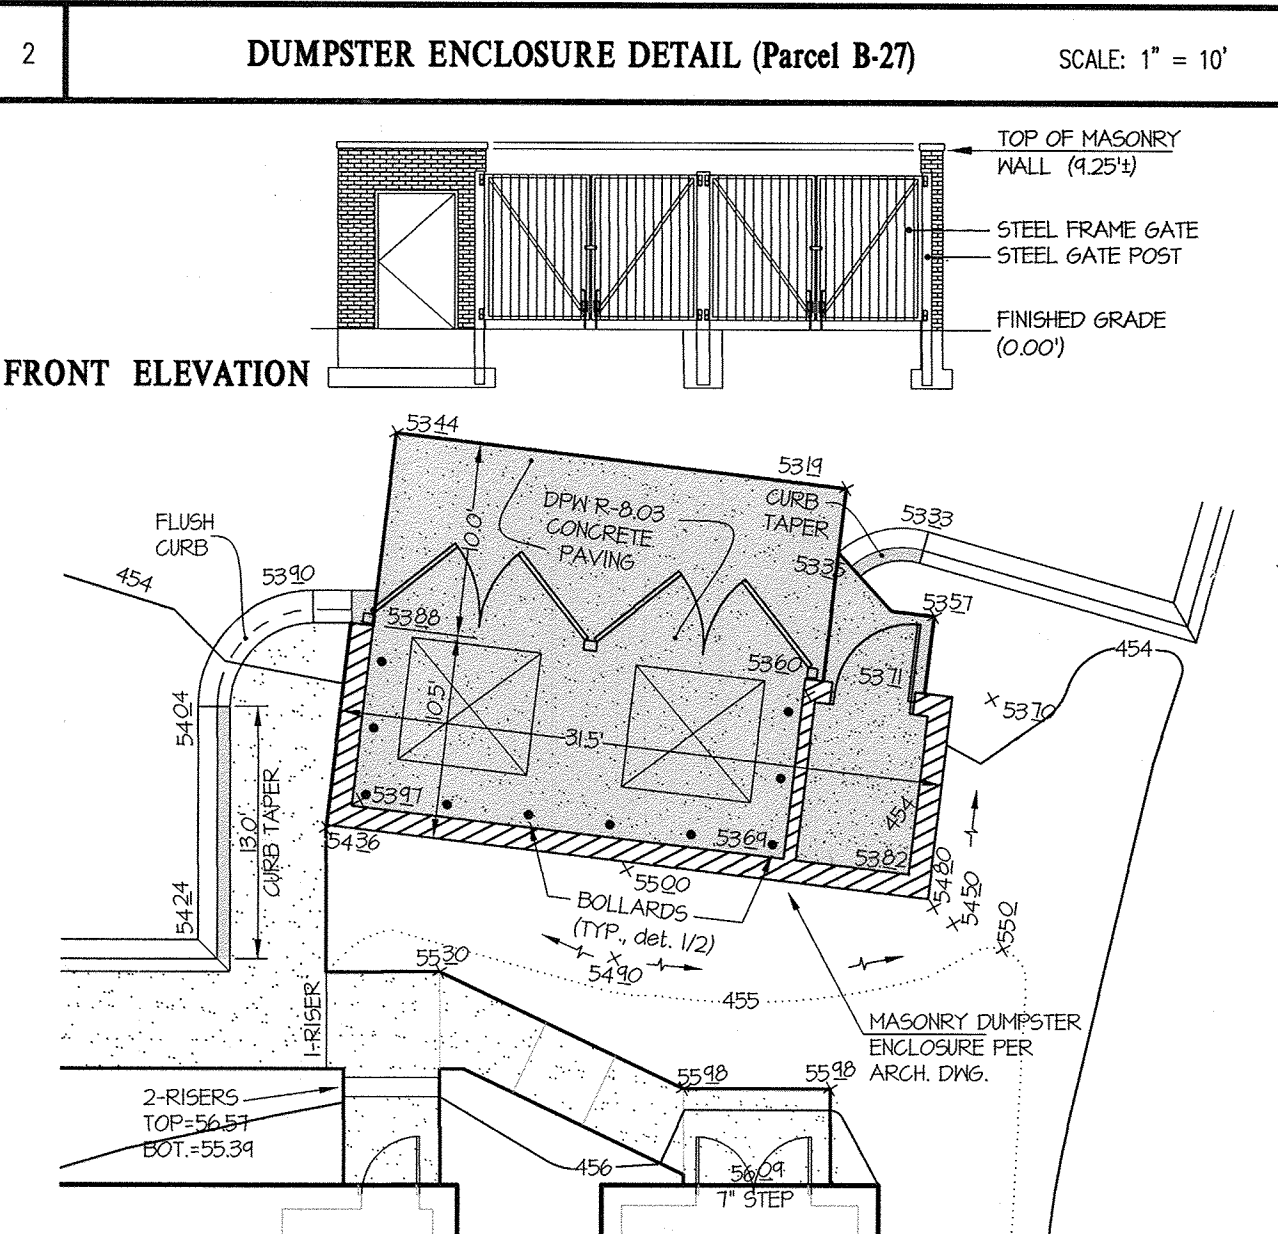 2
DUMPSTER ENCLOSURE DETAIL (Parcel B-27)
SCALE: 1" = 10'
TOP OF MASONRY
WALL (9.25'±)
STEEL FRAME GATE
STEEL GATE POST
FINISHED GRADE
(0.00')
FRONT ELEVATION
5344
5319
CURB
TAPER
5333
DPW R-8.03
CONCRETE
PAVING
10.0'
FLUSH
CURB
454
5390
5388
5357
454
5360
5371
5370
10.5'
31.5'
5404
5397
454
13.0'
CURB TAPER
5436
5369
5382
5500
5480
5450
5501
5424
BOLLARDS
(TYP., det. 1/2)
5530
5490
455
1-RISER
MASONRY DUMPSTER
ENCLOSURE PER
ARCH. DWG.
5598
5598
2-RISERS
TOP=56.57
BOT.=55.39
456
5609
7" STEP